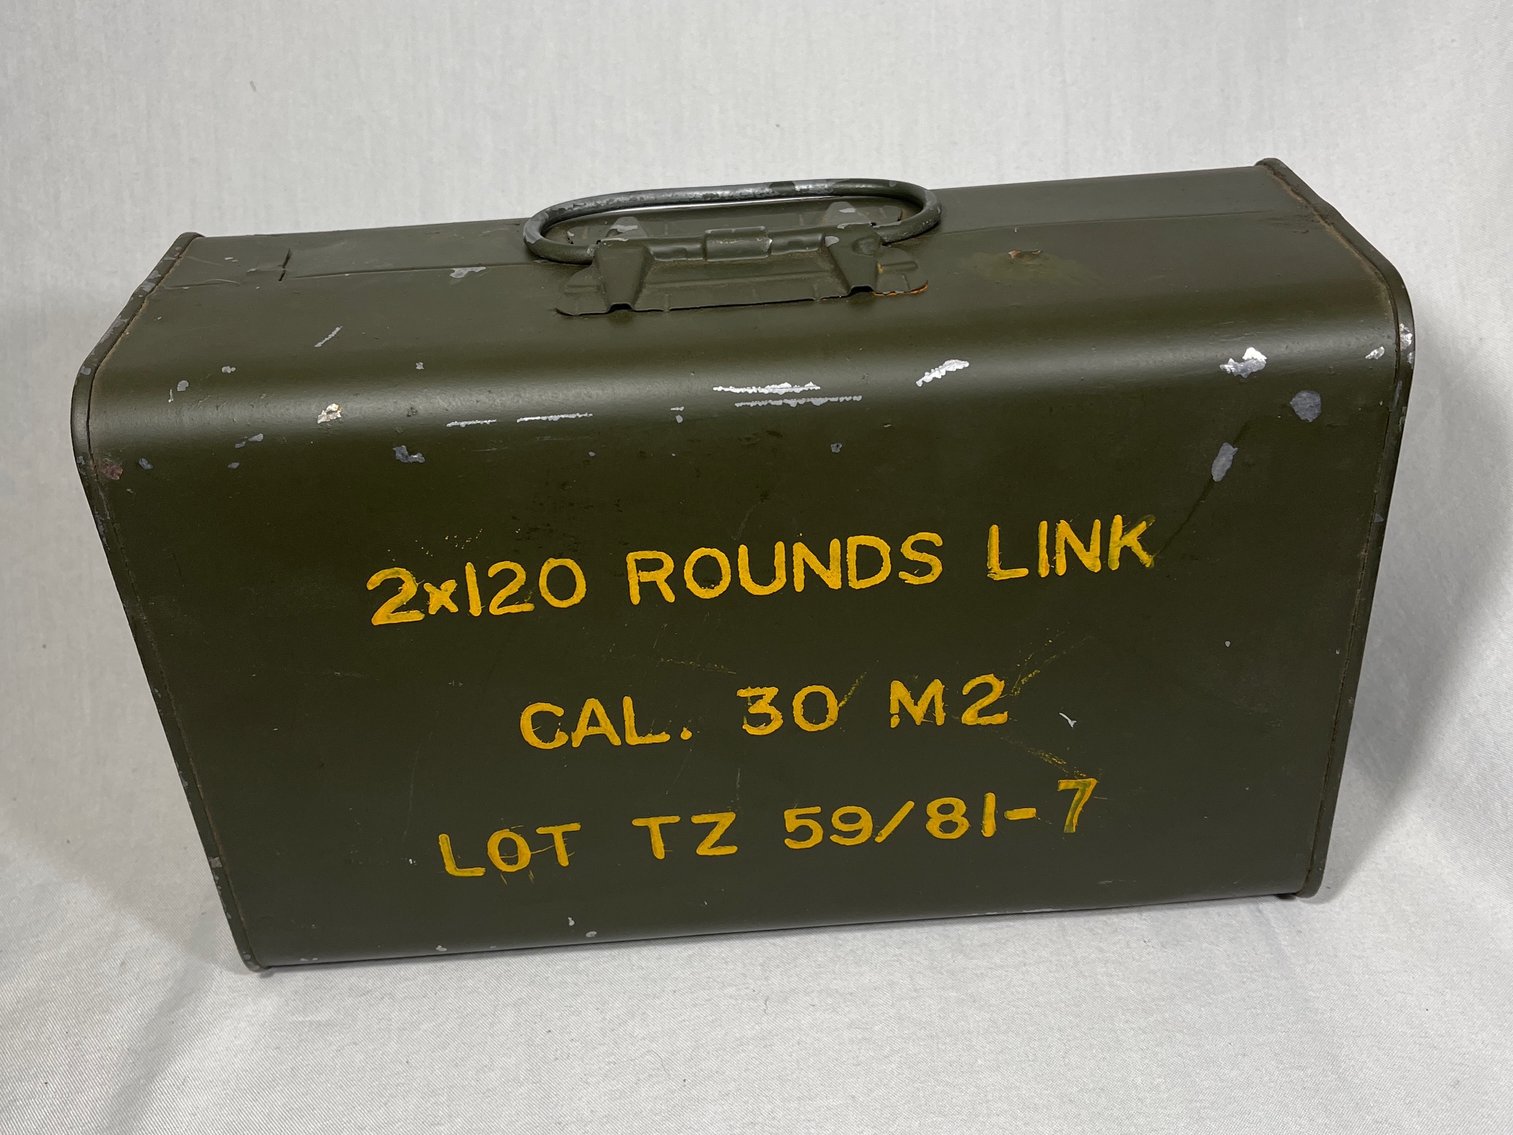 2x120 ROUNDS LINK
CAL. 30 M2
LOT TZ 59/81-7